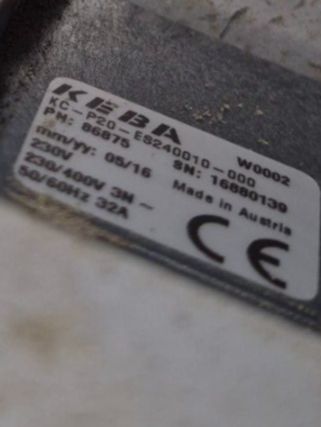 KEBA
KC-P20-ES240010-000 W0002
PN: 86875 SN: 16880139
mm/yy: 05/16 Made in Austria
230V
230/400V 3N ~
50/60Hz 32A
CE